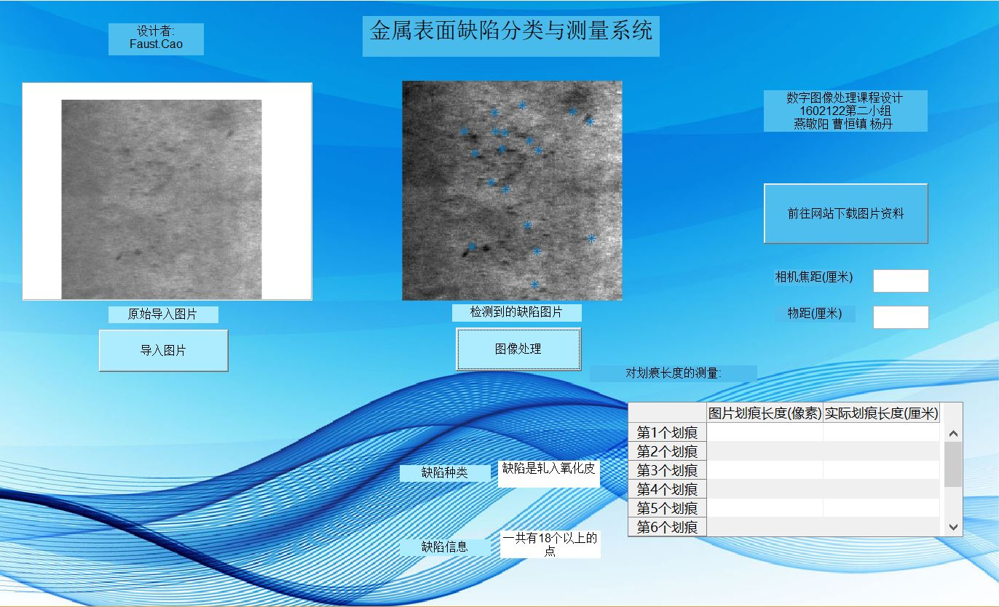 设计者:
Faust.Cao
金属表面缺陷分类与测量系统
数字图像处理课程设计
1602122第二小组
燕敬阳 曹恒镇 杨丹
前往网站下载图片资料
相机焦距(厘米)
物距(厘米)
原始导入图片
导入图片
检测到的缺陷图片
图像处理
对划痕长度的测量:
图片划痕长度(像素) 实际划痕长度(厘米)
第1个划痕
第2个划痕
第3个划痕
第4个划痕
第5个划痕
第6个划痕
缺陷种类
缺陷是轧入氧化皮
缺陷信息
一共有18个以上的
点